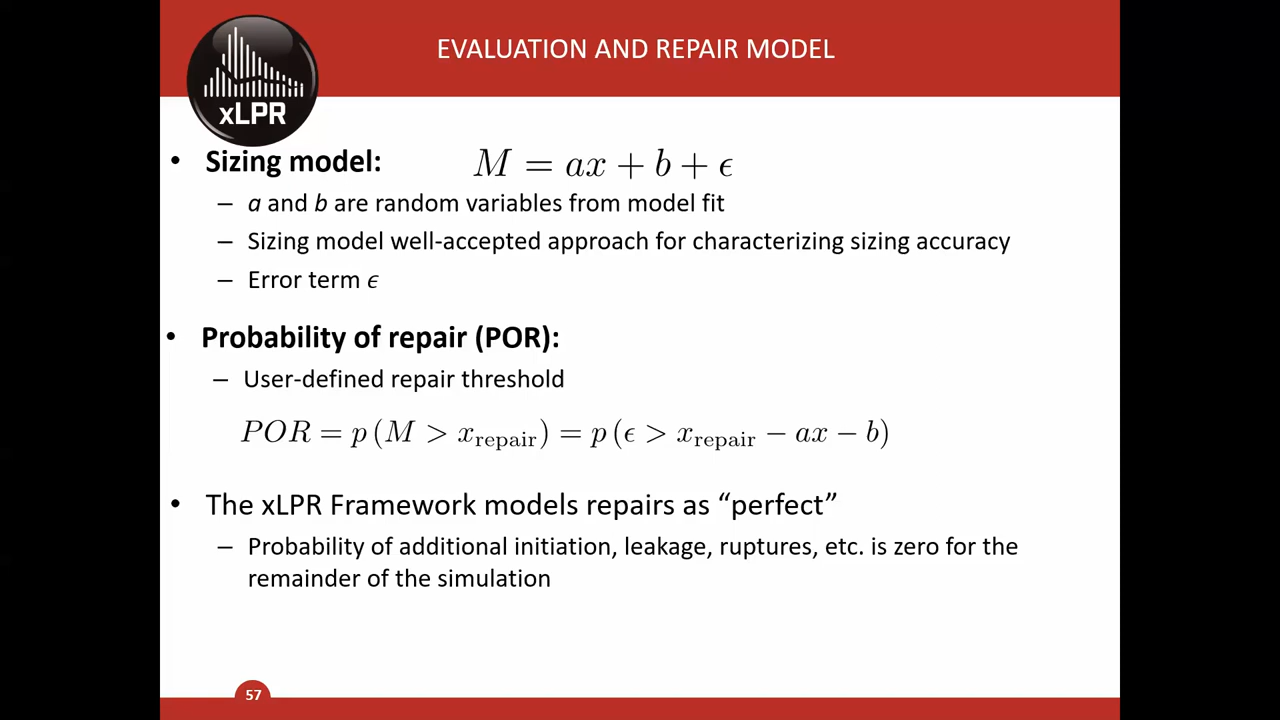 EVALUATION AND REPAIR MODEL
xLPR
• Sizing model: M = ax + b + ϵ
– a and b are random variables from model fit
– Sizing model well-accepted approach for characterizing sizing accuracy
– Error term ϵ
• Probability of repair (POR):
– User-defined repair threshold
POR = p (M > x_repair) = p (ϵ > x_repair − ax − b)
• The xLPR Framework models repairs as “perfect”
– Probability of additional initiation, leakage, ruptures, etc. is zero for the
remainder of the simulation
57